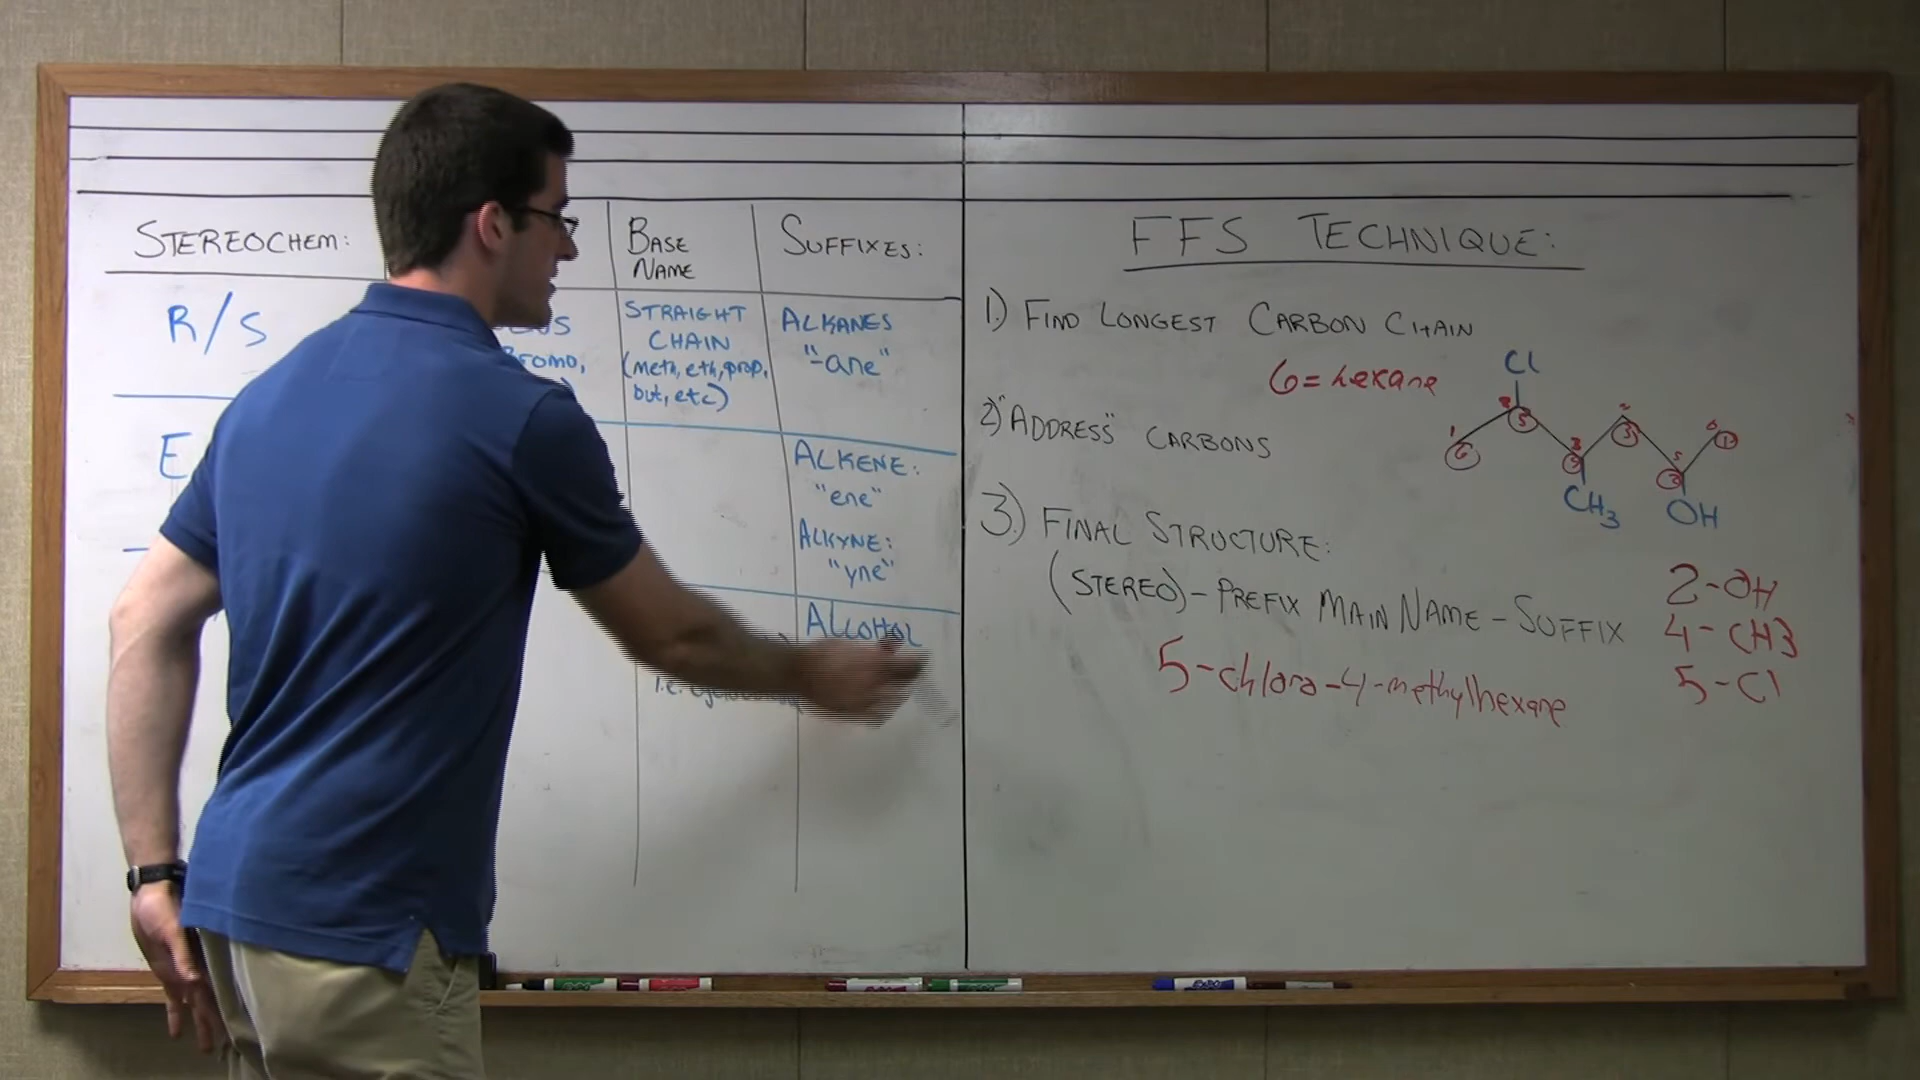 STEREOCHEM:
R/S
E
BASE
NAME
STRAIGHT
CHAIN
(meth, eth, prop,
but, etc)
SUFFIXES:
ALKANES
"-ane"
ALKENE:
"ene"
ALKYNE:
"yne"
ALCOHOL
FFS TECHNIQUE:
1.) FIND LONGEST CARBON CHAIN
6 = hexane
2) "ADDRESS" CARBONS
Cl
CH3
OH
3.) FINAL STRUCTURE:
(STEREO) - PREFIX MAIN NAME - SUFFIX
5-chloro-4-methylhexane
2-OH
4-CH3
5-Cl